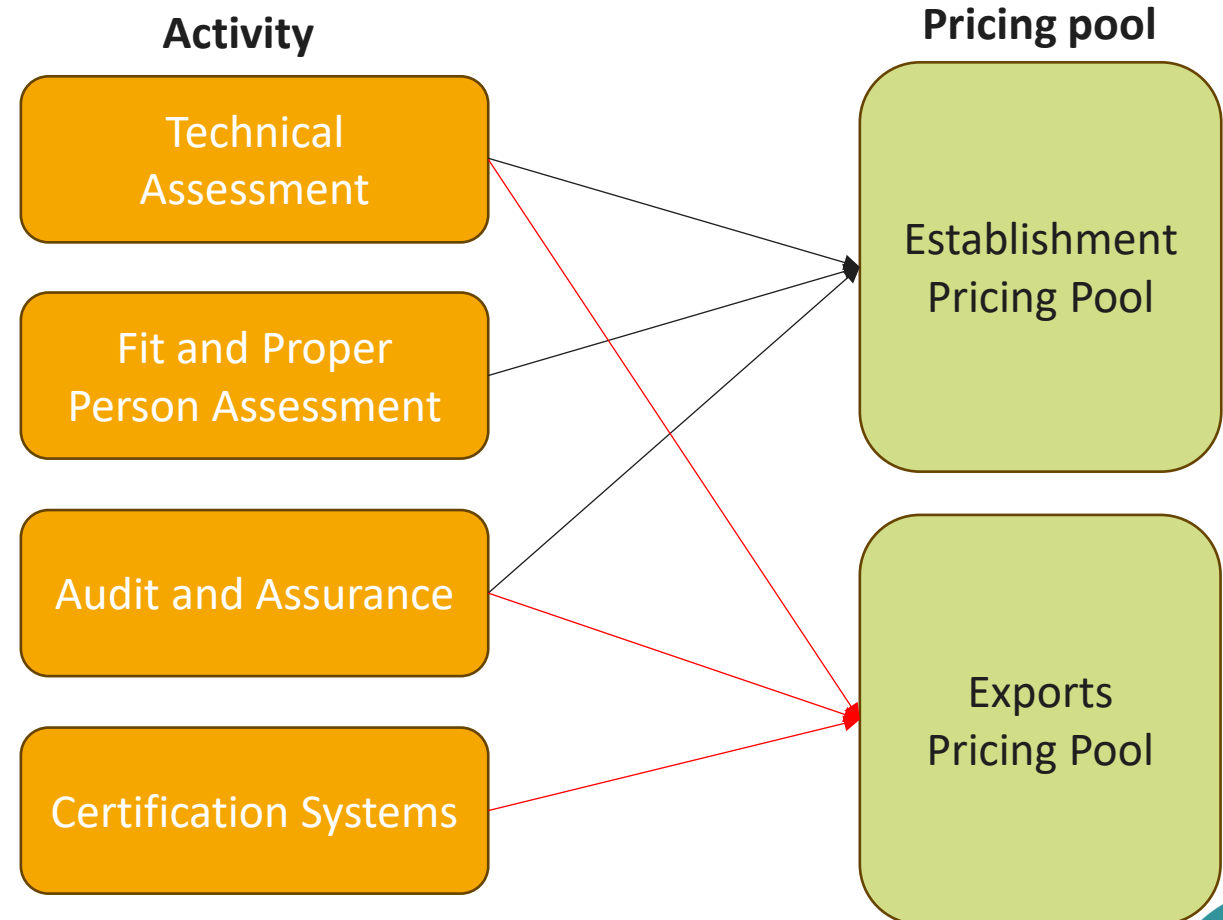 Activity
Technical
Assessment
Fit and Proper
Person Assessment
Audit and Assurance
Certification Systems
Pricing pool
Establishment
Pricing Pool
Exports
Pricing Pool